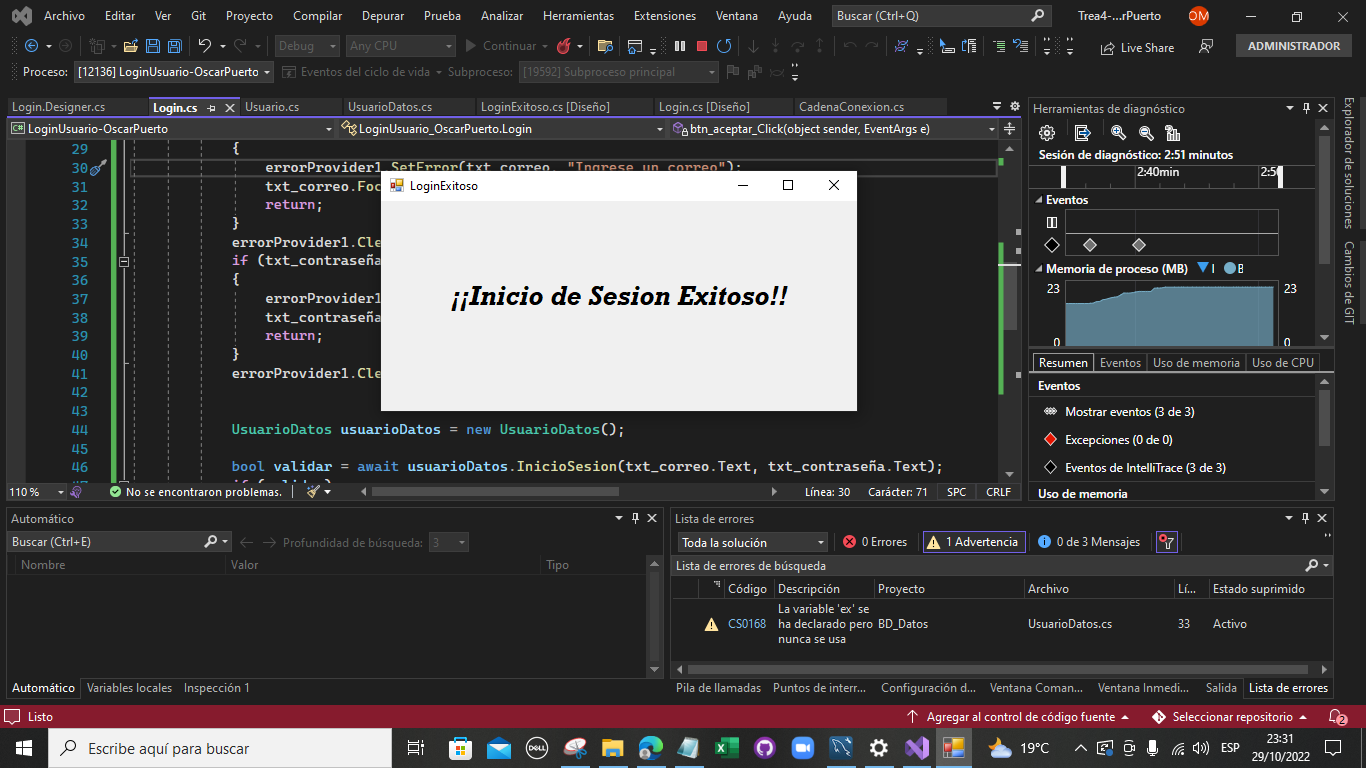 Archivo Editar Ver Git Proyecto Compilar Depurar Prueba Analizar Herramientas Extensiones Ventana Ayuda Buscar (Ctrl+Q) Trea4-...rPuerto OM
Debug Any CPU Continuar Live Share ADMINISTRADOR
Proceso: [12136] LoginUsuario-OscarPuerto Eventos del ciclo de vida Subproceso: [19592] Subproceso principal
Login.Designer.cs Login.cs Usuario.cs UsuarioDatos.cs LoginExitoso.cs [Diseño] Login.cs [Diseño] CadenaConexion.cs
C# LoginUsuario-OscarPuerto LoginUsuario_OscarPuerto.Login btn_aceptar_Click(object sender, EventArgs e)
29 {
30 errorProvider1.SetError(txt_correo, "Ingrese un correo");
31 txt_correo.Foc
32 return;
33 }
34 errorProvider1.Cle
35 if (txt_contraseña
36 {
37 errorProvider1
38 txt_contraseña
39 return;
40 }
41 errorProvider1.Cle
42
43
44 UsuarioDatos usuarioDatos = new UsuarioDatos();
45
46 bool validar = await usuarioDatos.InicioSesion(txt_correo.Text, txt_contraseña.Text);
LoginExitoso
¡¡Inicio de Sesion Exitoso!!
110 % No se encontraron problemas. Línea: 30 Carácter: 71 SPC CRLF
Herramientas de diagnóstico
Sesión de diagnóstico: 2:51 minutos
2:40min 2:50
Eventos
Memoria de proceso (MB) I B
23 23
0 0
Resumen Eventos Uso de memoria Uso de CPU
Eventos
Mostrar eventos (3 de 3)
Excepciones (0 de 0)
Eventos de IntelliTrace (3 de 3)
Uso de memoria
Explorador de soluciones
Cambios de GIT
Automático
Buscar (Ctrl+E) Profundidad de búsqueda: 3
Nombre Valor Tipo
Automático Variables locales Inspección 1
Lista de errores
Toda la solución 0 Errores 1 Advertencia 0 de 3 Mensajes
Lista de errores de búsqueda
Código Descripción Proyecto Archivo Lí... Estado suprimido
CS0168 La variable 'ex' se ha declarado pero nunca se usa BD_Datos UsuarioDatos.cs 33 Activo
Pila de llamadas Puntos de interr... Configuración d... Ventana Coman... Ventana Inmedi... Salida Lista de errores
Listo Agregar al control de código fuente Seleccionar repositorio 2
Escribe aquí para buscar DELL 19°C ESP 23:31
29/10/2022